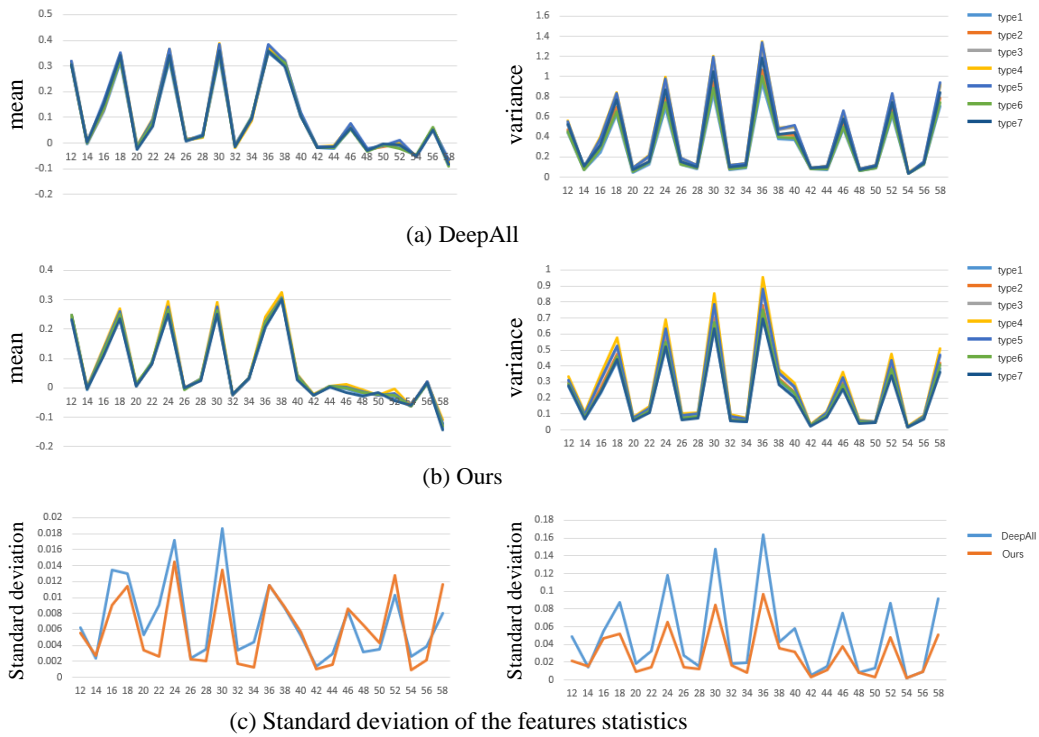 mean
0.5
0.4
0.3
0.2
0.1
0
-0.1
-0.2
12 14 16 18 20 22 24 26 28 30 32 34 36 38 40 42 44 46 48 50 52 54 56 58
variance
1.6
1.4
1.2
1
0.8
0.6
0.4
0.2
0
12 14 16 18 20 22 24 26 28 30 32 34 36 38 40 42 44 46 48 50 52 54 56 58
type1
type2
type3
type4
type5
type6
type7
(a) DeepAll
mean
0.4
0.3
0.2
0.1
0
-0.1
-0.2
12 14 16 18 20 22 24 26 28 30 32 34 36 38 40 42 44 46 48 50 52 54 56 58
variance
1
0.9
0.8
0.7
0.6
0.5
0.4
0.3
0.2
0.1
0
12 14 16 18 20 22 24 26 28 30 32 34 36 38 40 42 44 46 48 50 52 54 56 58
type1
type2
type3
type4
type5
type6
type7
(b) Ours
Standard deviation
0.02
0.018
0.016
0.014
0.012
0.01
0.008
0.006
0.004
0.002
0
12 14 16 18 20 22 24 26 28 30 32 34 36 38 40 42 44 46 48 50 52 54 56 58
Standard deviation
0.18
0.16
0.14
0.12
0.1
0.08
0.06
0.04
0.02
0
12 14 16 18 20 22 24 26 28 30 32 34 36 38 40 42 44 46 48 50 52 54 56 58
DeepAll
Ours
(c) Standard deviation of the features statistics